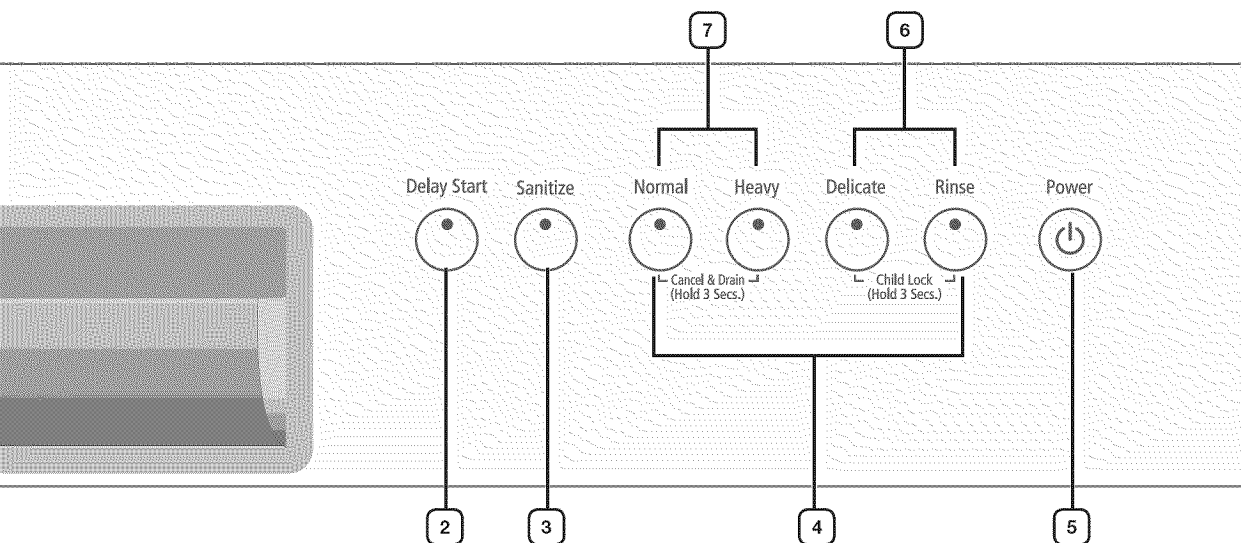 7 6
Delay Start Sanitize Normal Heavy Delicate Rinse Power
Cancel & Drain Child Lock
(Hold 3 Secs.) (Hold 3 Secs.)
2 3 4 5